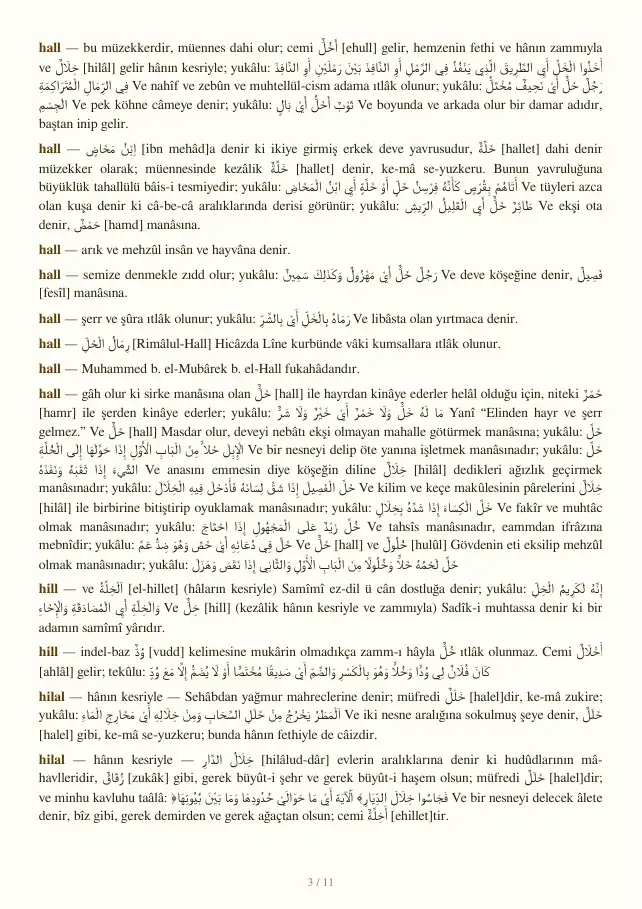 hall — bu müzekkerdir, müennes dahi olur; cemi أَخُلٌّ [ehull] gelir, hemzenin fethi ve hânın zammıyla
ve خِلَالٌ [hilâl] gelir hânın kesriyle; yukâlu: أَخَذُوا الْخَلَّ أَيِ الطَّرِيقَ الَّذِي يَنْفُذُ فِي الرَّمْلِ أَوِ النَّافِذَ بَيْنَ رَمْلَيْنِ أَوِ النَّافِذَ
فِي الرِّمَالِ الْمُتَرَاكِمَةِ Ve nahîf ve zebûn ve muhtellül-cism adama ıtlâk olunur; yukâlu: رَجُلٌ خَلٌّ أَيْ نَحِيفٌ مُخْتَلُّ
الْجِسْمِ Ve pek köhne câmeye denir; yukâlu: ثَوْبٌ أَخَلُّ أَيْ بَالٍ Ve boyunda ve arkada olur bir damar adıdır,
baştan inip gelir.
hall — اِبْنُ مَخَاضٍ [ibn mehâd]a denir ki ikiye girmiş erkek deve yavrusudur, خَلَّةٌ [hallet] dahi denir
müzekker olarak; müennesinde kezâlik خَلَّةٌ [hallet] denir, ke-mâ se-yuzkeru. Bunun yavruluğuna
büyüklük tahallülü bâis-i tesmiyedir; yukâlu: أَتَاهُمْ بِقُرْصٍ كَأَنَّهُ فِرْسِنُ خَلٍّ أَوْ خَلَّةٍ أَيِ ابْنُ الْمَخَاضِ Ve tüyleri azca
olan kuşa denir ki câ-be-câ aralıklarında derisi görünür; yukâlu: طَائِرٌ خَلٌّ أَيِ الْقَلِيلُ الرِّيشِ Ve ekşi ota
denir, حَمْضٌ [hamd] manâsına.
hall — arık ve mehzûl insân ve hayvâna denir.
hall — semize denmekle zıdd olur; yukâlu: رَجُلٌ خَلٌّ أَيْ مَهْزُولٌ وَكَذٰلِكَ سَمِينٌ Ve deve köşeğine denir, فَصِيلٌ
[fesîl] manâsına.
hall — şerr ve şûra ıtlâk olunur; yukâlu: رَمَاهُ بِالْخَلِّ أَيْ بِالشَّرِّ Ve libâsta olan yırtmaca denir.
hall — رِمَالُ الْخَلِّ [Rimâlul-Hall] Hicâzda Lîne kurbünde vâki kumsallara ıtlâk olunur.
hall — Muhammed b. el-Mubârek b. el-Hall fukahâdandır.
hall — gâh olur ki sirke manâsına olan خَلٌّ [hall] ile hayrdan kinâye ederler helâl olduğu için, niteki خَمْرٌ
[hamr] ile şerden kinâye ederler; yukâlu: مَا لَهُ خَلٌّ وَلَا خَمْرٌ أَيْ خَيْرٌ وَلَا شَرٌّ Yanî “Elinden hayr ve şerr
gelmez.” Ve خَلٌّ [hall] Masdar olur, deveyi nebâtı ekşi olmayan mahalle götürmek manâsına; yukâlu: خَلَّ
الْإِبِلَ خَلًّا مِنَ الْبَابِ الْأَوَّلِ إِذَا حَوَّلَهَا إِلَى الْخُلَّةِ Ve bir nesneyi delip öte yanına işletmek manâsınadır; yukâlu: خَلَّ
الشَّيْءَ إِذَا ثَقَبَهُ وَنَفَذَهُ Ve anasını emmesin diye köşeğin diline خِلَالٌ [hilâl] dedikleri ağızlık geçirmek
manâsınadır; yukâlu: خَلَّ الْفَصِيلَ إِذَا شَقَّ لِسَانَهُ فَأَدْخَلَ فِيهِ الْخِلَالَ Ve kilim ve keçe makûlesinin pârelerini خِلَالٌ
[hilâl] ile birbirine bitiştirip oyuklamak manâsınadır; yukâlu: خَلَّ الْكِسَاءَ إِذَا شَدَّهُ بِخِلَالٍ Ve fakîr ve muhtâc
olmak manâsınadır; yukâlu: خُلَّ زَيْدٌ عَلَى الْمَجْهُولِ إِذَا احْتَاجَ Ve tahsîs manâsınadır, eammdan ifrâzına
mebnîdir; yukâlu: خَلَّ فِي دُعَائِهِ أَيْ خَصَّ وَهُوَ ضِدُّ عَمَّ Ve خَلٌّ [hall] ve خُلُولٌ [hulûl] Gövdenin eti eksilip mehzûl
olmak manâsınadır; yukâlu: خَلَّ لَحْمُهُ خَلًّا وَخُلُولًا مِنَ الْبَابِ الْأَوَّلِ وَالثَّانِي إِذَا نَقَصَ وَهَزَلَ
hill — ve اَلْخِلَّةُ [el-hillet] (hâların kesriyle) Samîmî ez-dil ü cân dostluğa denir; yukâlu: إِنَّهُ لَكَرِيمُ الْخِلِّ
وَالْخِلَّةِ أَيِ الْمُصَادَقَةِ وَالْإِخَاءِ Ve خِلٌّ [hill] (kezâlik hânın kesriyle ve zammıyla) Sadîk-i muhtassa denir ki bir
adamın samîmî yârıdır.
hill — indel-baz وُدٌّ [vudd] kelimesine mukârin olmadıkça zamm-ı hâyla خُلٌّ ıtlâk olunmaz. Cemi أَخْلَالٌ
[ahlâl] gelir; tekûlu: كَانَ فُلَانٌ لِي وُدًّا وَخُلًّا وَهُوَ بِالْكَسْرِ وَالضَّمِّ أَيْ صَدِيقًا مُخْتَصًّا أَوْ لَا يُضَمُّ إِلَّا مَعَ وُدٍّ
hilal — hânın kesriyle — Sehâbdan yağmur mahreclerine denir; müfredi خَلَلٌ [halel]dir, ke-mâ zukire;
yukâlu: اَلْمَطَرُ يَخْرُجُ مِنْ خَلَلِ السَّحَابِ وَمِنْ خِلَالِهِ أَيْ مَخَارِجِ الْمَاءِ Ve iki nesne aralığına sokulmuş şeye denir, خَلَلٌ
[halel] gibi, ke-mâ se-yuzkeru; bunda hânın fethiyle de câizdir.
hilal — hânın kesriyle — خِلَالُ الدَّارِ [hilâlud-dâr] evlerin aralıklarına denir ki hudûdlarının mâ-
havlleridir, زُقَاقٌ [zukâk] gibi, gerek büyût-i şehr ve gerek büyût-i haşem olsun; müfredi خَلَلٌ [halel]dir;
ve minhu kavluhu taâlâ: ﴿فَجَاسُوا خِلَالَ الدِّيَارِ﴾ اَلْآيَة أَيْ مَا حَوَالَيْ حُدُودِهَا وَمَا بَيْنَ بُيُوتِهَا Ve bir nesneyi delecek âlete
denir, bîz gibi, gerek demirden ve gerek ağaçtan olsun; cemi أَخِلَّةٌ [ehillet]tir.
3 / 11